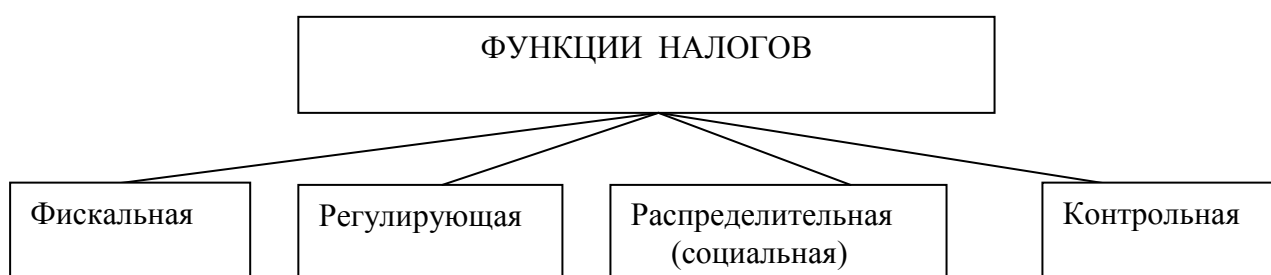 ФУНКЦИИ НАЛОГОВ
Фискальная
Регулирующая
Распределительная
(социальная)
Контрольная